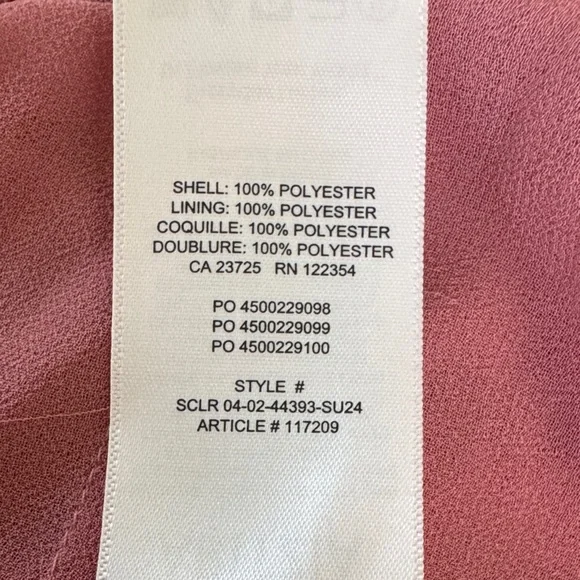 SHELL: 100% POLYESTER
LINING: 100% POLYESTER
COQUILLE: 100% POLYESTER
DOUBLURE: 100% POLYESTER
CA 23725 RN 122354
PO 4500229098
PO 4500229099
PO 4500229100
STYLE #
SCLR 04-02-44393-SU24
ARTICLE # 117209